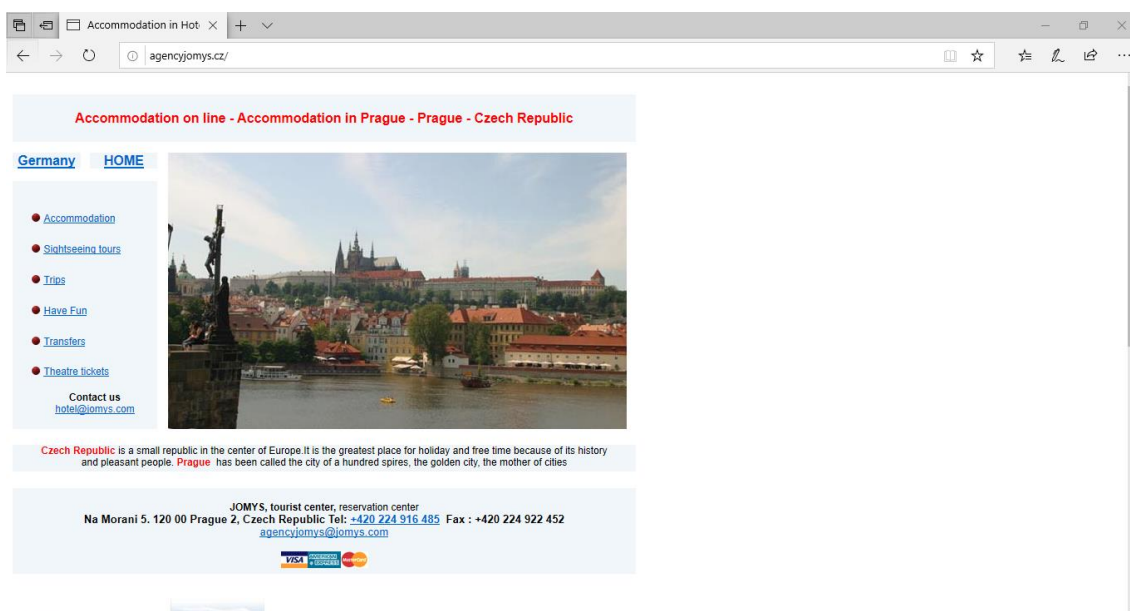 Accommodation in Hot
agencyjomys.cz/
Accommodation on line - Accommodation in Prague - Prague - Czech Republic
Germany HOME
Accommodation
Sightseeing tours
Trips
Have Fun
Transfers
Theatre tickets
Contact us
hotel@jomys.com
Czech Republic is a small republic in the center of Europe.It is the greatest place for holiday and free time because of its history
and pleasant people. Prague has been called the city of a hundred spires, the golden city, the mother of cities
JOMYS, tourist center, reservation center
Na Morani 5. 120 00 Prague 2, Czech Republic Tel: +420 224 916 485 Fax : +420 224 922 452
agencyjomys@jomys.com
VISA AMERICAN EXPRESS MasterCard